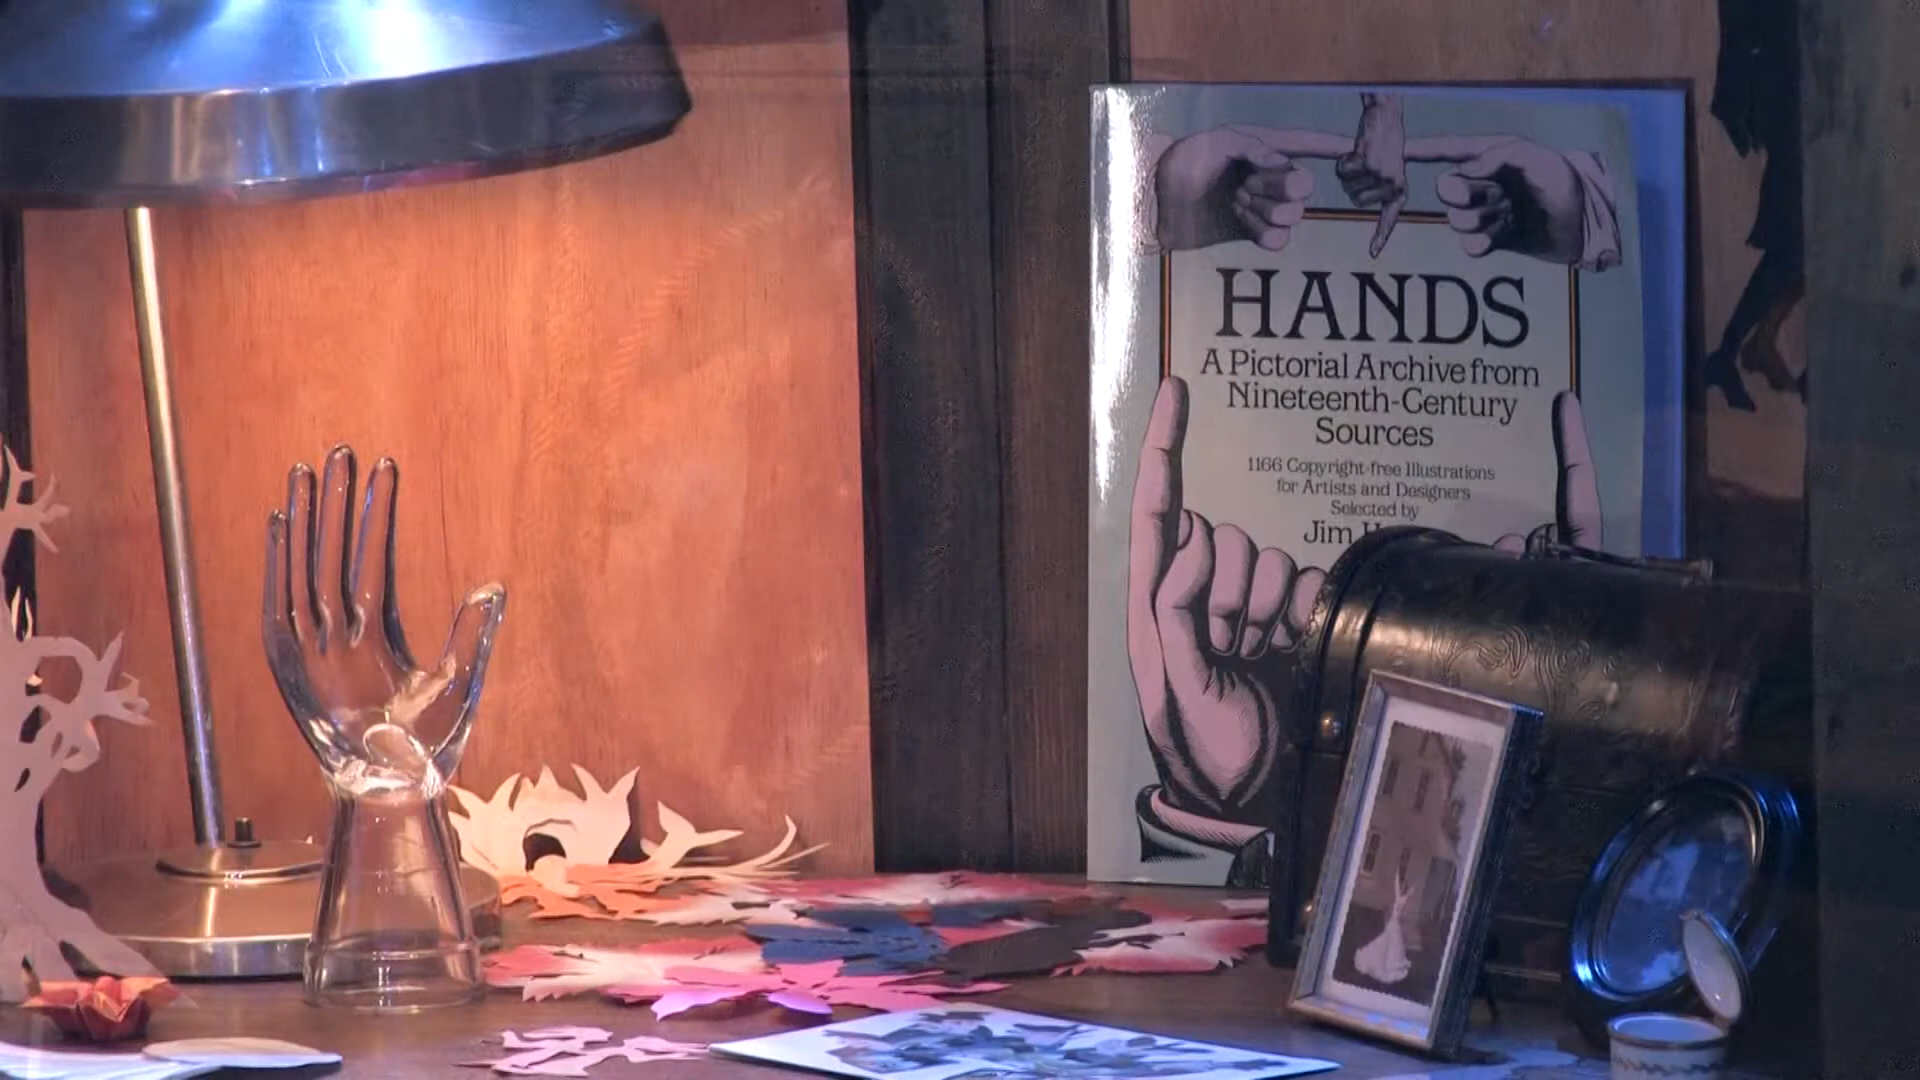 HANDS
A Pictorial Archive from
Nineteenth-Century
Sources
1166 Copyright-free Illustrations
for Artists and Designers
Selected by
Jim